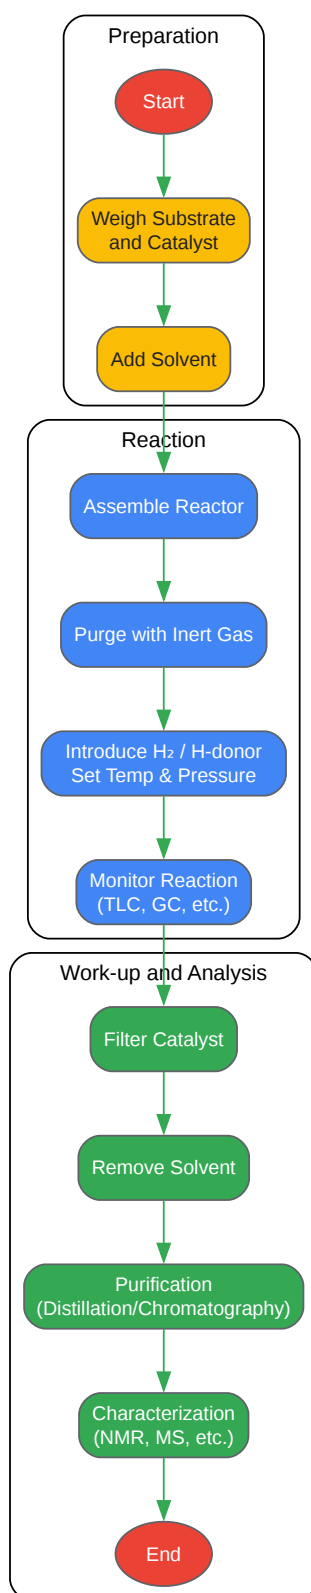 Preparation
Start
Weigh Substrate
and Catalyst
Add Solvent
Reaction
Assemble Reactor
Purge with Inert Gas
Introduce H₂ / H-donor
Set Temp & Pressure
Monitor Reaction
(TLC, GC, etc.)
Work-up and Analysis
Filter Catalyst
Remove Solvent
Purification
(Distillation/Chromatography)
Characterization
(NMR, MS, etc.)
End